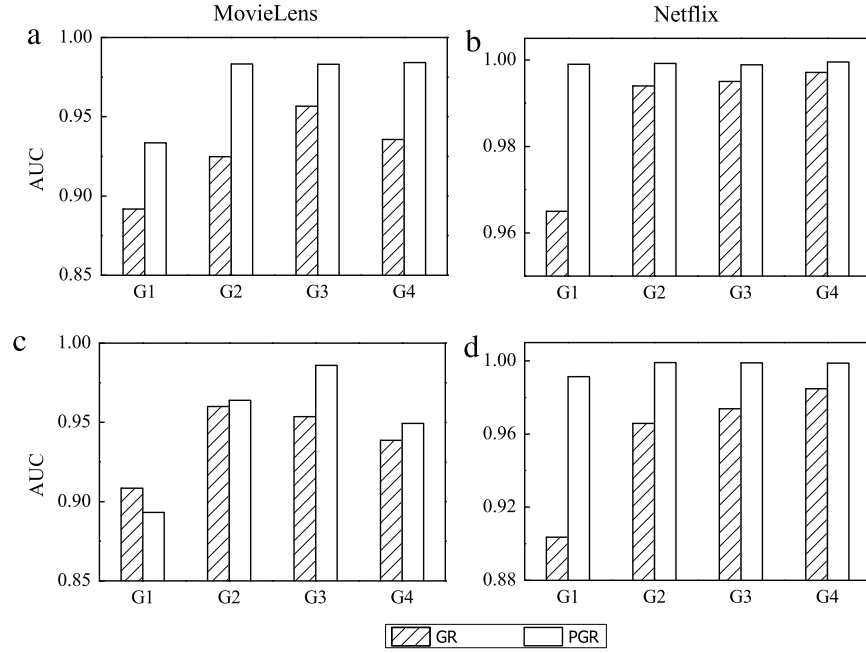 MovieLens
Netflix
a
AUC
1.00
0.95
0.90
0.85
G1 G2 G3 G4
b
1.00
0.98
0.96
G1 G2 G3 G4
c
AUC
1.00
0.95
0.90
0.85
G1 G2 G3 G4
d
1.00
0.96
0.92
0.88
G1 G2 G3 G4
GR PGR